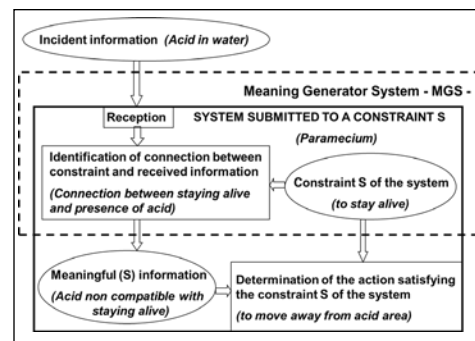 Incident information (Acid in water)
Meaning Generator System - MGS -
Reception
SYSTEM SUBMITTED TO A CONSTRAINT S
(Paramecium)
Identification of connection between
constraint and received information
(Connection between staying alive
and presence of acid)
Constraint S of the system
(to stay alive)
Meaningful (S) information
(Acid non compatible with
staying alive)
Determination of the action satisfying
the constraint S of the system
(to move away from acid area)